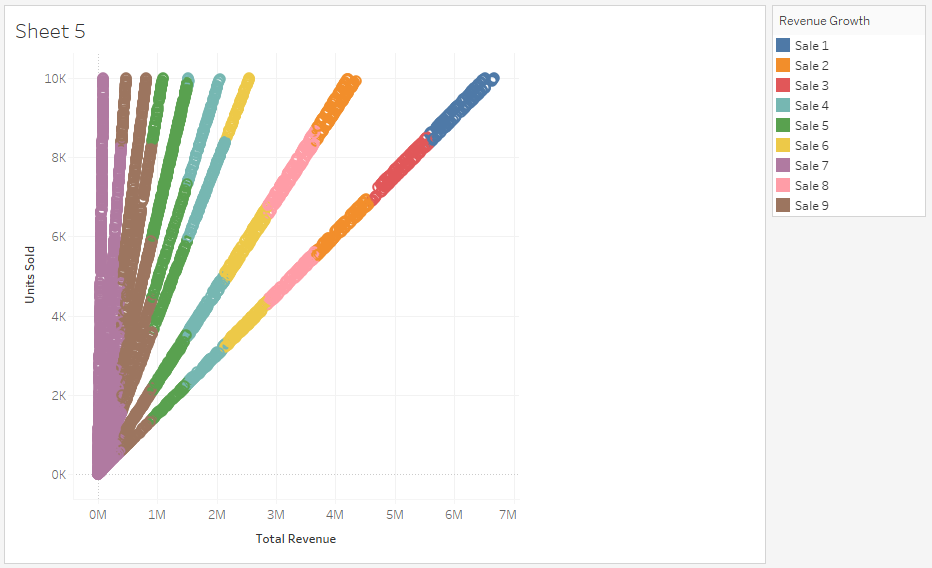 Sheet 5
10K
8K
6K
4K
2K
0K
Units Sold
0M 1M 2M 3M 4M 5M 6M 7M
Total Revenue
Revenue Growth
Sale 1
Sale 2
Sale 3
Sale 4
Sale 5
Sale 6
Sale 7
Sale 8
Sale 9